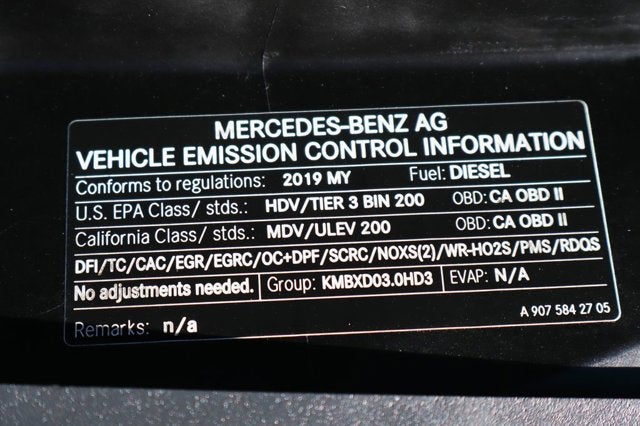 MERCEDES-BENZ AG
VEHICLE EMISSION CONTROL INFORMATION
Conforms to regulations: 2019 MY Fuel: DIESEL
U.S. EPA Class/ stds.: HDV/TIER 3 BIN 200 OBD: CA OBD II
California Class/ stds.: MDV/ULEV 200 OBD: CA OBD II
DFI/TC/CAC/EGR/EGRC/OC+DPF/SCRC/NOXS(2)/WR-HO2S/PMS/RDQS
No adjustments needed. Group: KMBXD03.0HD3 EVAP: N/A
Remarks: n/a A 907 584 27 05